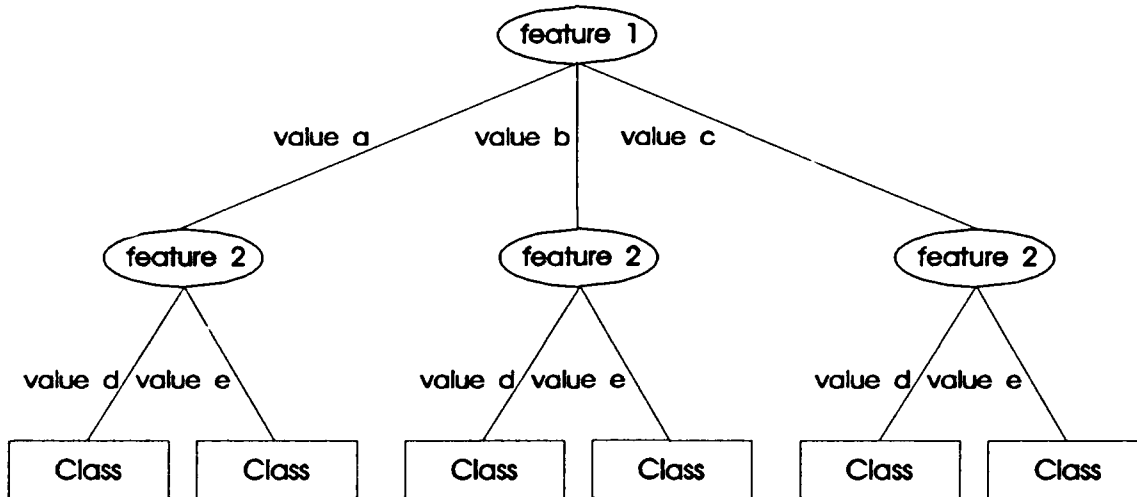 feature 1
value a value b value c
feature 2 feature 2 feature 2
value d value e value d value e value d value e
Class Class Class Class Class Class